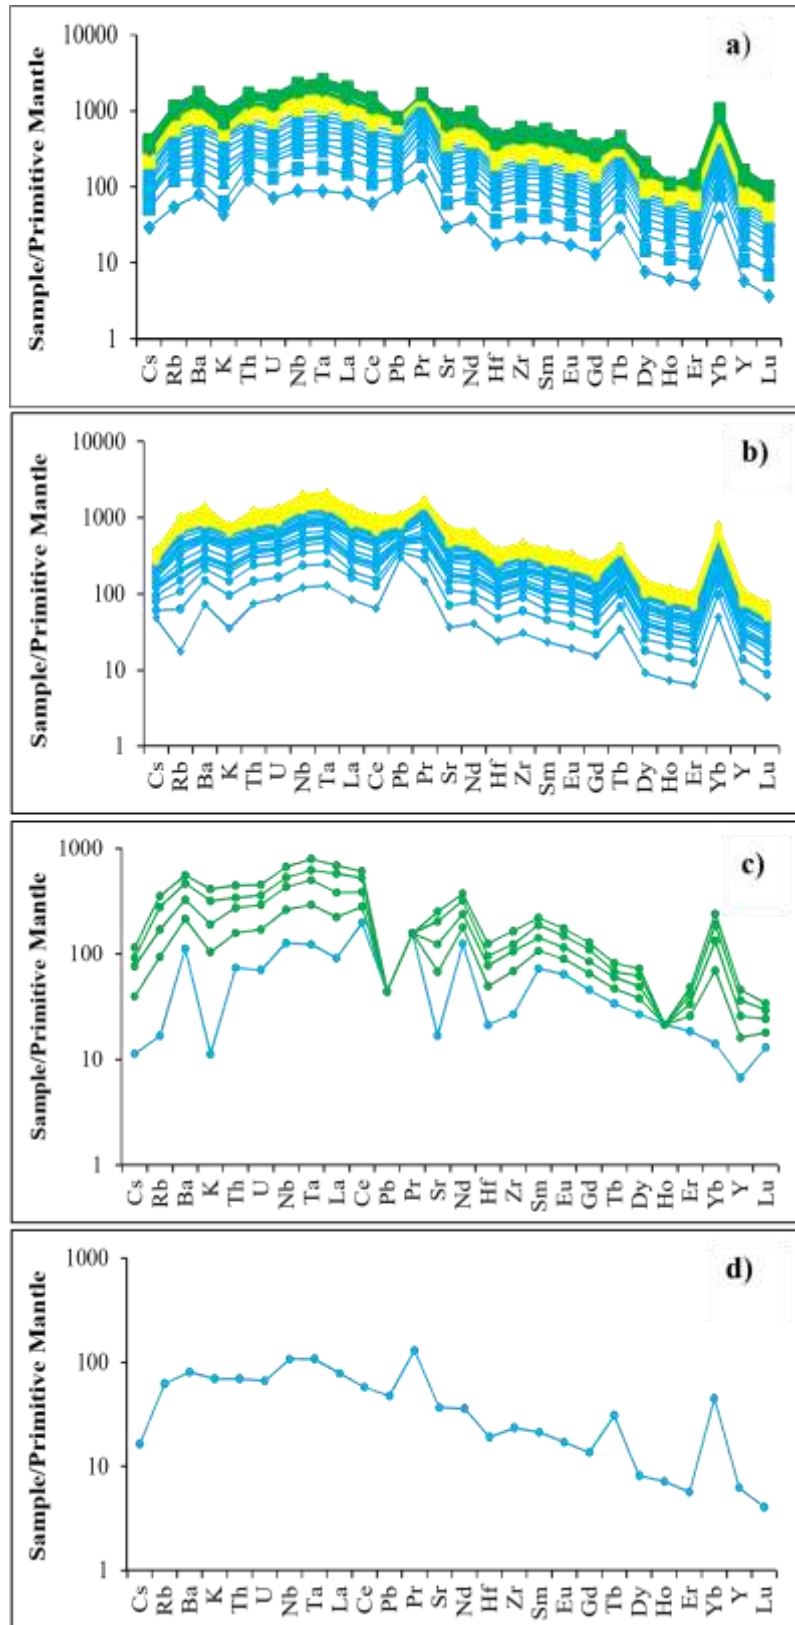 a)
Sample/Primitive Mantle
10000
1000
100
10
1
Cs Rb Ba K Th U Nb Ta La Ce Pb Pr Sr Nd Hf Zr Sm Eu Gd Tb Dy Ho Er Yb Y Lu
b)
Sample/Primitive Mantle
10000
1000
100
10
1
Cs Rb Ba K Th U Nb Ta La Ce Pb Pr Sr Nd Hf Zr Sm Eu Gd Tb Dy Ho Er Yb Y Lu
c)
Sample/Primitive Mantle
1000
100
10
1
Cs Rb Ba K Th U Nb Ta La Ce Pb Pr Sr Nd Hf Zr Sm Eu Gd Tb Dy Ho Er Yb Y Lu
d)
Sample/Primitive Mantle
1000
100
10
1
Cs Rb Ba K Th U Nb Ta La Ce Pb Pr Sr Nd Hf Zr Sm Eu Gd Tb Dy Ho Er Yb Y Lu